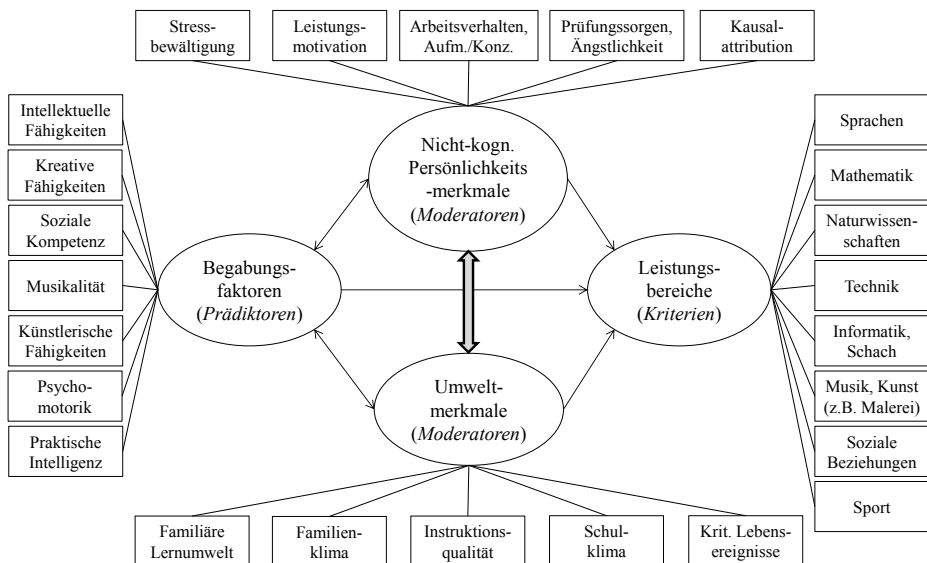 Stress-
bewältigung
Leistungs-
motivation
Arbeitsverhalten,
Aufm./Konz.
Prüfungssorgen,
Ängstlichkeit
Kausal-
attribution
Intellektuelle
Fähigkeiten
Kreative
Fähigkeiten
Soziale
Kompetenz
Musikalität
Künstlerische
Fähigkeiten
Psycho-
motorik
Praktische
Intelligenz
Nicht-kogn.
Persönlichkeits
-merkmale
(Moderatoren)
Begabungs-
faktoren
(Prädiktoren)
Leistungs-
bereiche
(Kriterien)
Umwelt-
merkmale
(Moderatoren)
Sprachen
Mathematik
Naturwissen-
schaften
Technik
Informatik,
Schach
Musik, Kunst
(z.B. Malerei)
Soziale
Beziehungen
Sport
Familiäre
Lernumwelt
Familien-
klima
Instruktions-
qualität
Schul-
klima
Krit. Lebens-
ereignisse